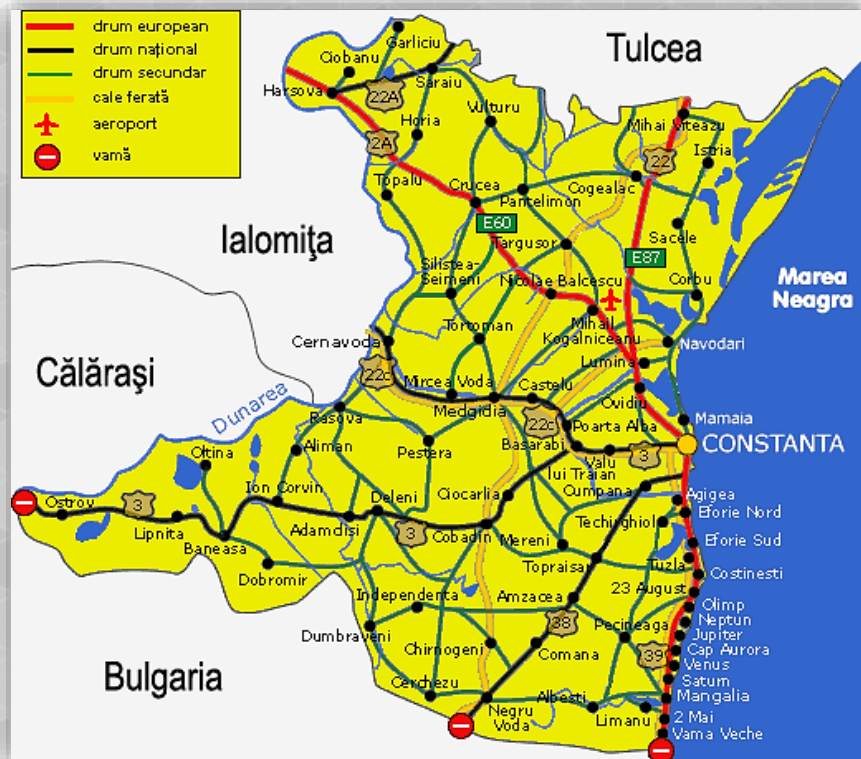 drum european
drum național
drum secundar
cale ferată
aeroport
vamă
Tulcea
Garliciu
Ciobanu
Saraiu
Harsova
22A
Vulturu
Horia
2A
Mihai Viteazu
22
Istria
Topalu
Crucea
Pantelimon
Cogealac
E60
Ialomiţa
Targusor
Sacele
E87
Silistea-
Seimeni
Nicolae Balcescu
Corbu
Marea
Neagra
Tortoman
Mihail
Kogalniceanu
Cernavoda
Navodari
Lumina
22c
Călăraşi
Mircea Voda
Castelu
Dunarea
Medgidia
Ovidiu
Rasova
22c
Poarta Alba
Mamaia
Basarabi
CONSTANTA
Oltina
Aliman
Pestera
Valu
lui Traian
3
Ion Corvin
Ciocarlia
Cumpana
Agigea
Ostrov
3
Deleni
Eforie Nord
Lipnita
Adamclisi
3
Cobadin
Techirghiol
Baneasa
Mereni
Eforie Sud
Dobromir
Topraisa
Tuzla
Costinesti
23 August
Independenta
Amzacea
Olimp
Neptun
38
Pecineaga
Jupiter
Dumbraveni
Chirnogeni
Comana
39
Cap Aurora
Venus
Bulgaria
Cerchezu
Saturn
Albesti
Mangalia
Negru
Voda
Limanu
2 Mai
Vama Veche